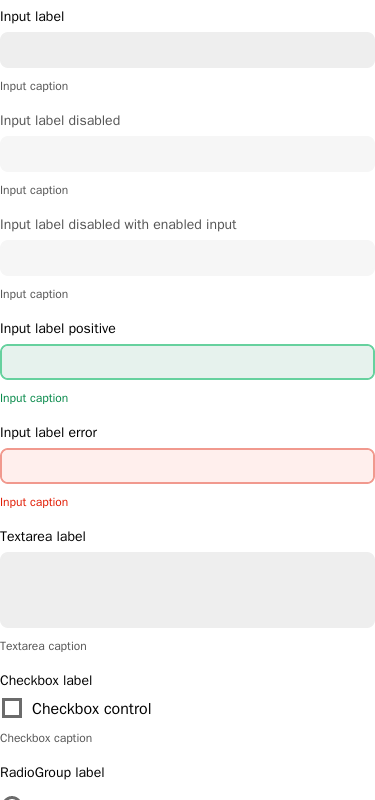 Input label
Input caption
Input label disabled
Input caption
Input label disabled with enabled input
Input caption
Input label positive
Input caption
Input label error
Input caption
Textarea label
Textarea caption
Checkbox label
Checkbox control
Checkbox caption
RadioGroup label